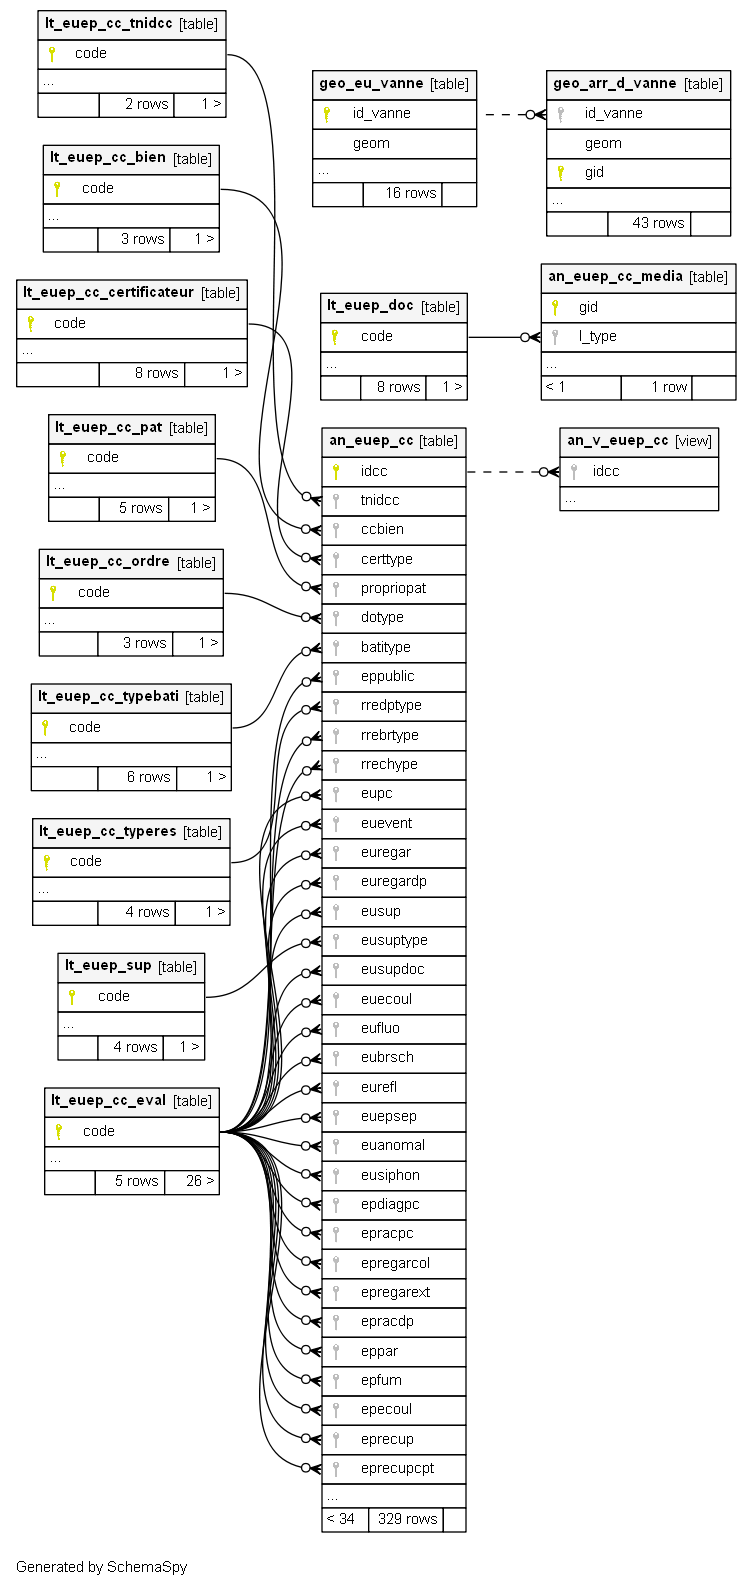 lt_euep_cc_tnidcc [table]
code
...
2 rows 1 >
lt_euep_cc_bien [table]
code
...
3 rows 1 >
lt_euep_cc_certificateur [table]
code
...
8 rows 1 >
lt_euep_cc_pat [table]
code
...
5 rows 1 >
lt_euep_cc_ordre [table]
code
...
3 rows 1 >
lt_euep_cc_typebati [table]
code
...
6 rows 1 >
lt_euep_cc_typeres [table]
code
...
4 rows 1 >
lt_euep_sup [table]
code
...
4 rows 1 >
lt_euep_cc_eval [table]
code
...
5 rows 26 >
geo_eu_vanne [table]
id_vanne
geom
...
16 rows
geo_arr_d_vanne [table]
id_vanne
geom
gid
...
43 rows
lt_euep_doc [table]
code
...
8 rows 1 >
an_euep_cc_media [table]
gid
l_type
...
< 1 1 row
an_euep_cc [table]
idcc
tnidcc
ccbien
certtype
propriopat
dotype
batitype
eppublic
rredptype
rrebrtype
rrechype
eupc
euevent
euregar
euregardp
eusup
eusuptype
eusupdoc
euecoul
eufluo
eubrsch
eurefl
euepsep
euanomal
eusiphon
epdiagpc
epracpc
epregarcol
epregarext
epracdp
eppar
epfum
epecoul
eprecup
eprecupcpt
...
< 34 329 rows
an_v_euep_cc [view]
idcc
...
Generated by SchemaSpy